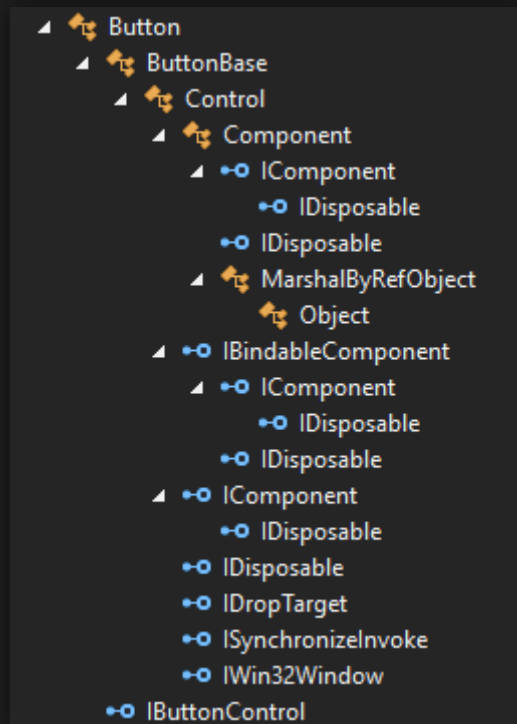 Button
ButtonBase
Control
Component
IComponent
IDisposable
IDisposable
MarshalByRefObject
Object
IBindableComponent
IComponent
IDisposable
IDisposable
IComponent
IDisposable
IDisposable
IDropTarget
ISynchronizeInvoke
IWin32Window
IButtonControl